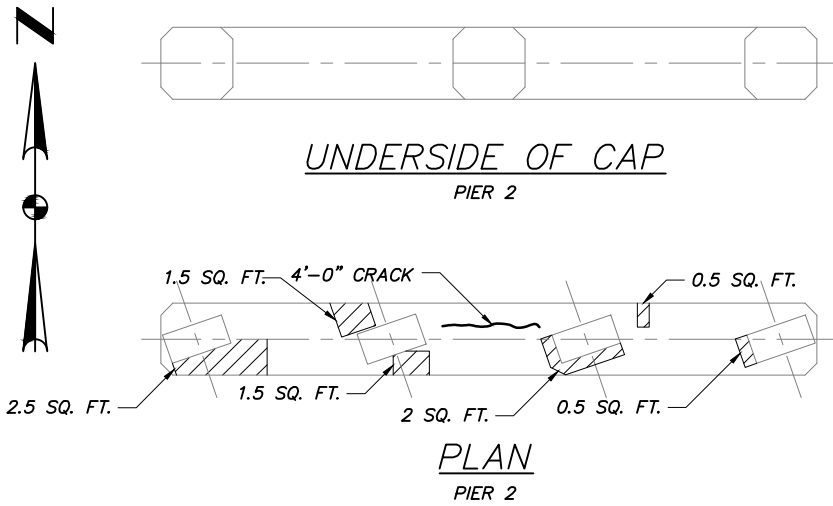 N
UNDERSIDE OF CAP
PIER 2
1.5 SQ. FT.
4'-0" CRACK
0.5 SQ. FT.
2.5 SQ. FT.
1.5 SQ. FT.
2 SQ. FT.
0.5 SQ. FT.
PLAN
PIER 2